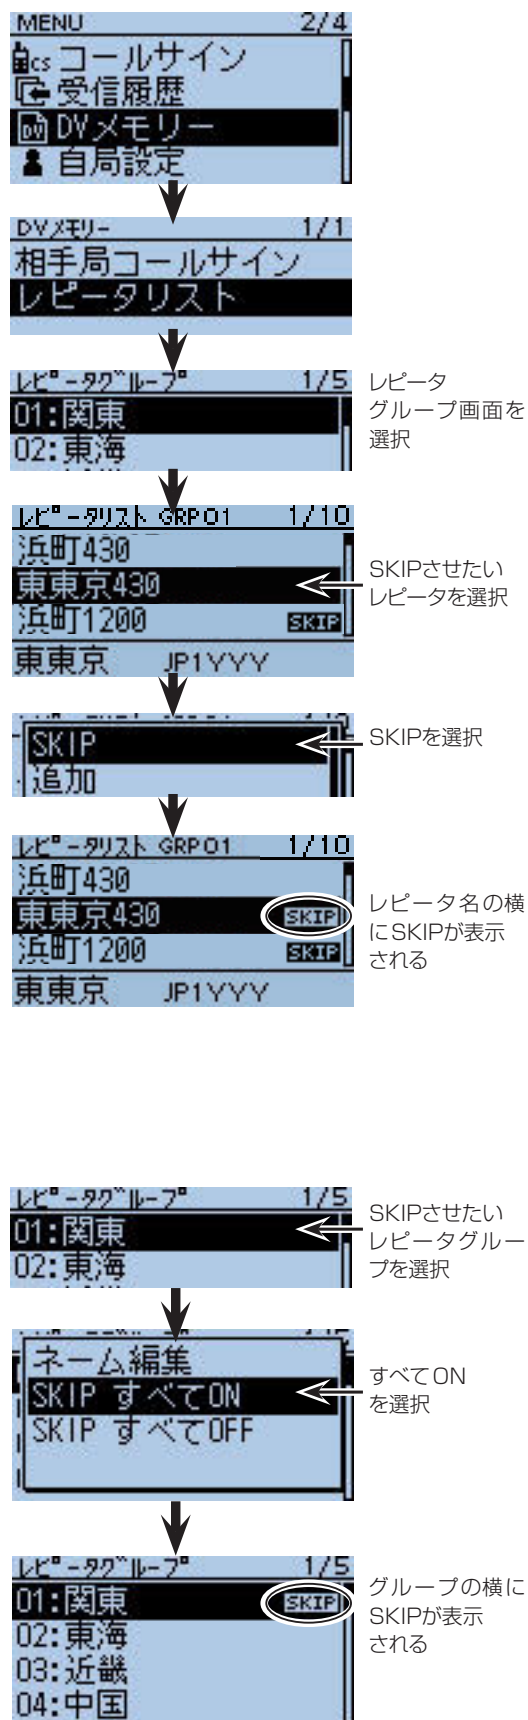 MENU 2/4
CS コールサイン
受信履歴
DV DVメモリー
自局設定
DVメモリー 1/1
相手局コールサイン
レピータリスト
レピータグループ 1/5
01:関東
02:東海
レピータ
グループ画面を
選択
レピータリスト GRP01 1/10
浜町430
東東京430
浜町1200 SKIP
東東京 JP1YYY
SKIPさせたい
レピータを選択
SKIP
追加
SKIPを選択
レピータリスト GRP01 1/10
浜町430
東東京430 SKIP
浜町1200 SKIP
東東京 JP1YYY
レピータ名の横
にSKIPが表示
される
レピータグループ 1/5
01:関東
02:東海
SKIPさせたい
レピータグルー
プを選択
ネーム編集
SKIP すべてON
SKIP すべてOFF
すべてON
を選択
レピータグループ 1/5
01:関東 SKIP
02:東海
03:近畿
04:中国
グループの横に
SKIPが表示
される